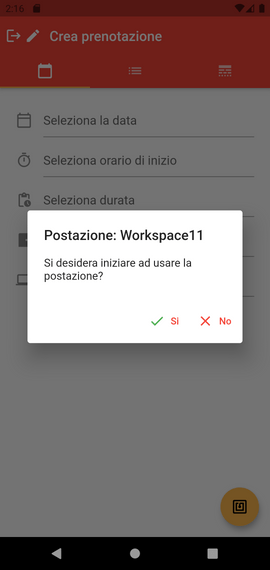 2:16
Crea prenotazione
Seleziona la data
Seleziona orario di inizio
Seleziona durata
Postazione: Workspace11
Si desidera iniziare ad usare la
postazione?
Si No